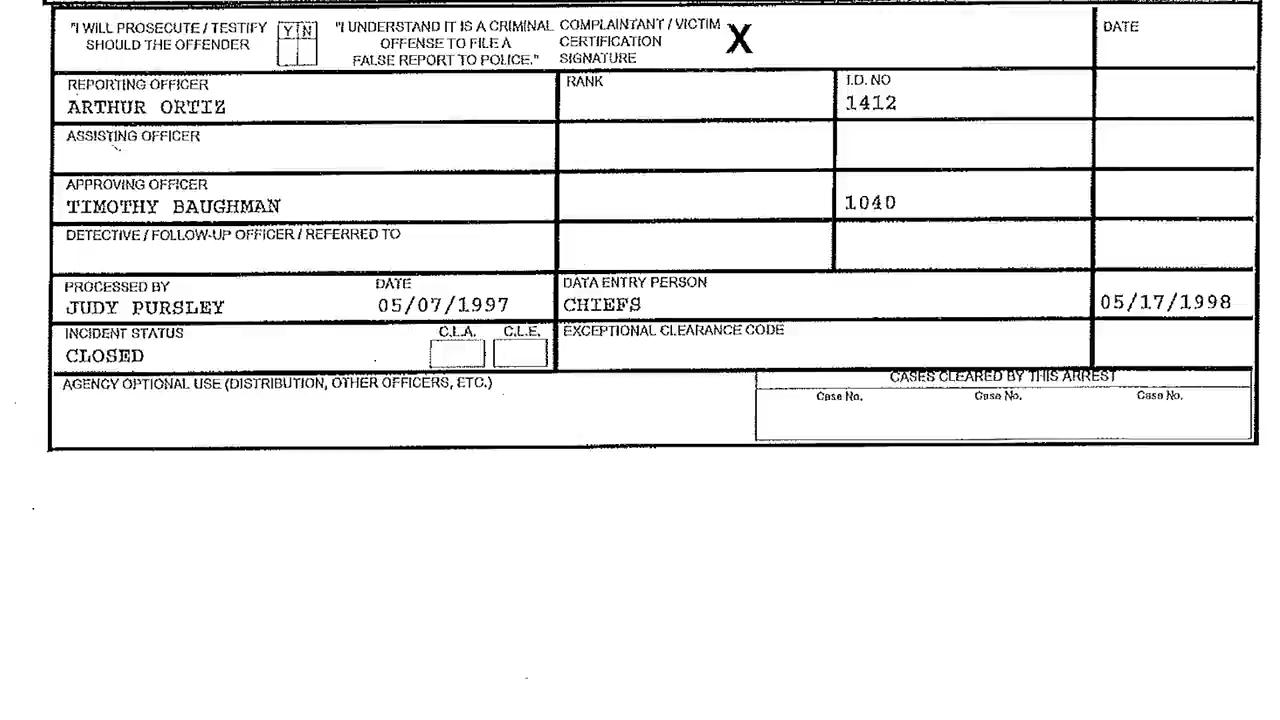 "I WILL PROSECUTE / TESTIFY SHOULD THE OFFENDER
Y N
"I UNDERSTAND IT IS A CRIMINAL OFFENSE TO FILE A FALSE REPORT TO POLICE."
COMPLAINTANT / VICTIM CERTIFICATION SIGNATURE
X
DATE
REPORTING OFFICER RANK I.D. NO
ARTHUR ORTIZ 1412
ASSISTING OFFICER
APPROVING OFFICER
TIMOTHY BAUGHMAN 1040
DETECTIVE / FOLLOW-UP OFFICER / REFERRED TO
PROCESSED BY DATE DATA ENTRY PERSON
JUDY PURSLEY 05/07/1997 CHIEFS 05/17/1998
INCIDENT STATUS C.L.A. C.L.E. EXCEPTIONAL CLEARANCE CODE
CLOSED
AGENCY OPTIONAL USE (DISTRIBUTION, OTHER OFFICERS, ETC.) CASES CLEARED BY THIS ARREST
Case No. Case No. Case No.